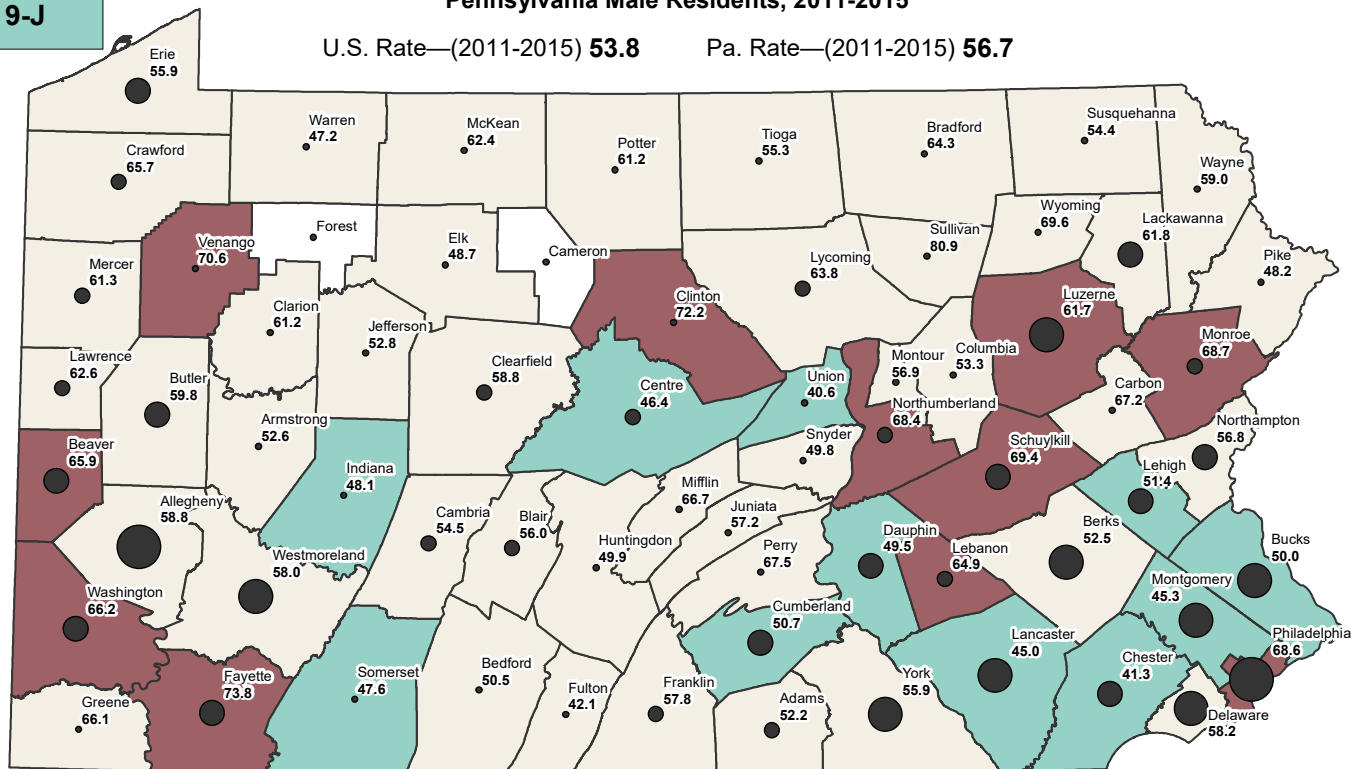 9-J
Pennsylvania Male Residents, 2011-2015
U.S. Rate—(2011-2015) 53.8 Pa. Rate—(2011-2015) 56.7
Erie
55.9
Warren
47.2
McKean
62.4
Potter
61.2
Tioga
55.3
Bradford
64.3
Susquehanna
54.4
Wayne
59.0
Crawford
65.7
Venango
70.6
Forest
Elk
48.7
Cameron
Lycoming
63.8
Sullivan
80.9
Wyoming
69.6
Lackawanna
61.8
Pike
48.2
Mercer
61.3
Clarion
61.2
Jefferson
52.8
Clinton
72.2
Luzerne
61.7
Monroe
68.7
Lawrence
62.6
Butler
59.8
Clearfield
58.8
Centre
46.4
Union
40.6
Montour
56.9
Columbia
53.3
Carbon
67.2
Northumberland
68.4
Northampton
56.8
Armstrong
52.6
Beaver
65.9
Indiana
48.1
Snyder
49.8
Schuylkill
69.4
Lehigh
51.4
Allegheny
58.8
Cambria
54.5
Blair
56.0
Mifflin
66.7
Juniata
57.2
Huntingdon
49.9
Perry
67.5
Dauphin
49.5
Lebanon
64.9
Berks
52.5
Bucks
50.0
Westmoreland
58.0
Washington
66.2
Cumberland
50.7
Montgomery
45.3
Lancaster
45.0
Chester
41.3
Philadelphia
68.6
Greene
66.1
Fayette
73.8
Somerset
47.6
Bedford
50.5
Fulton
42.1
Franklin
57.8
Adams
52.2
York
55.9
Delaware
58.2